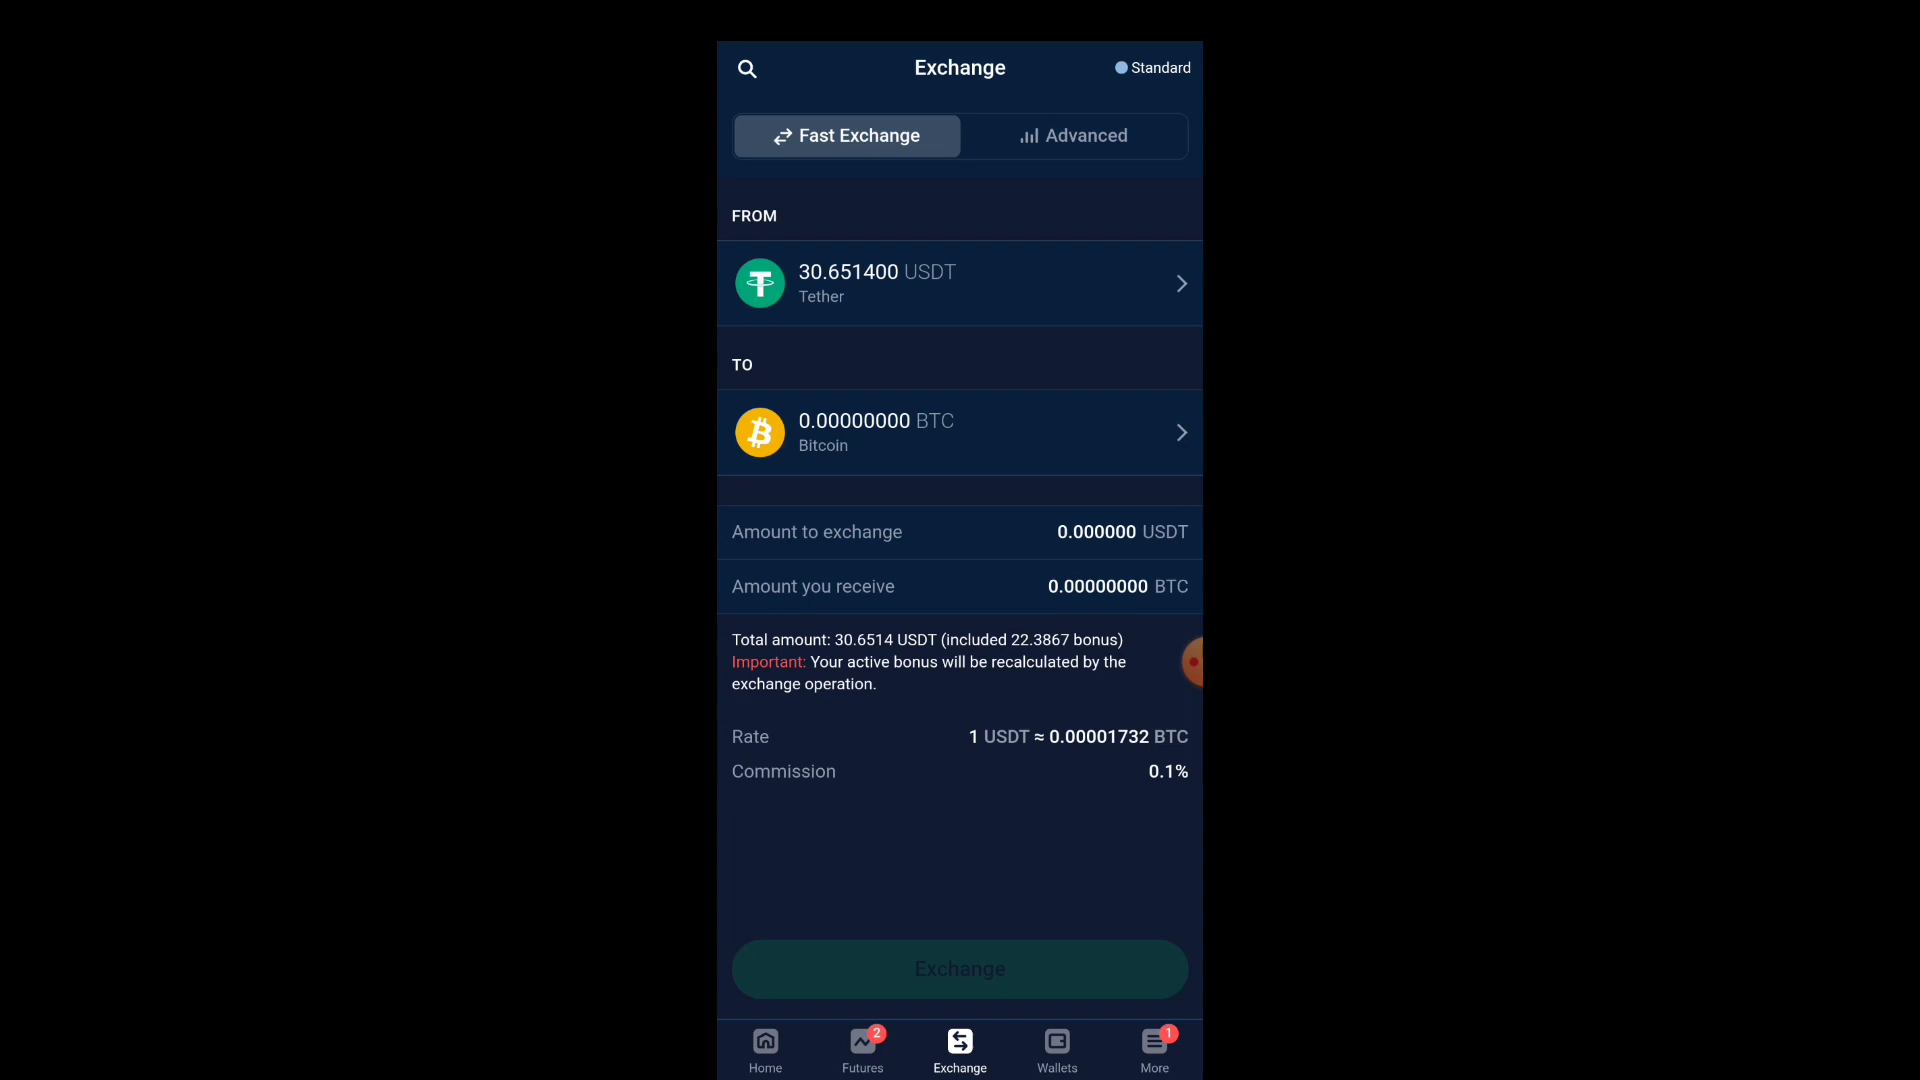 Exchange
Standard
Fast Exchange
Advanced
FROM
30.651400 USDT
Tether
TO
0.00000000 BTC
Bitcoin
Amount to exchange 0.000000 USDT
Amount you receive 0.00000000 BTC
Total amount: 30.6514 USDT (included 22.3867 bonus)
Important: Your active bonus will be recalculated by the
exchange operation.
Rate 1 USDT ≈ 0.00001732 BTC
Commission 0.1%
Exchange
2 1
Home Futures Exchange Wallets More